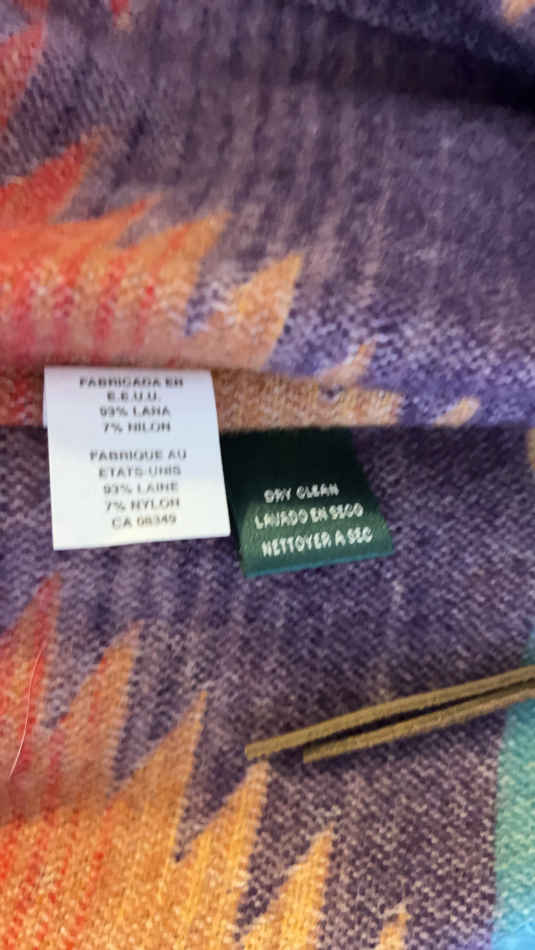 FABRICADA EN
E.E.U.U.
93% LANA
7% NILON
FABRIQUE AU
ETATS-UNIS
93% LAINE
7% NYLON
CA 08349
DRY CLEAN
LAVADO EN SECO
NETTOYER A SEC